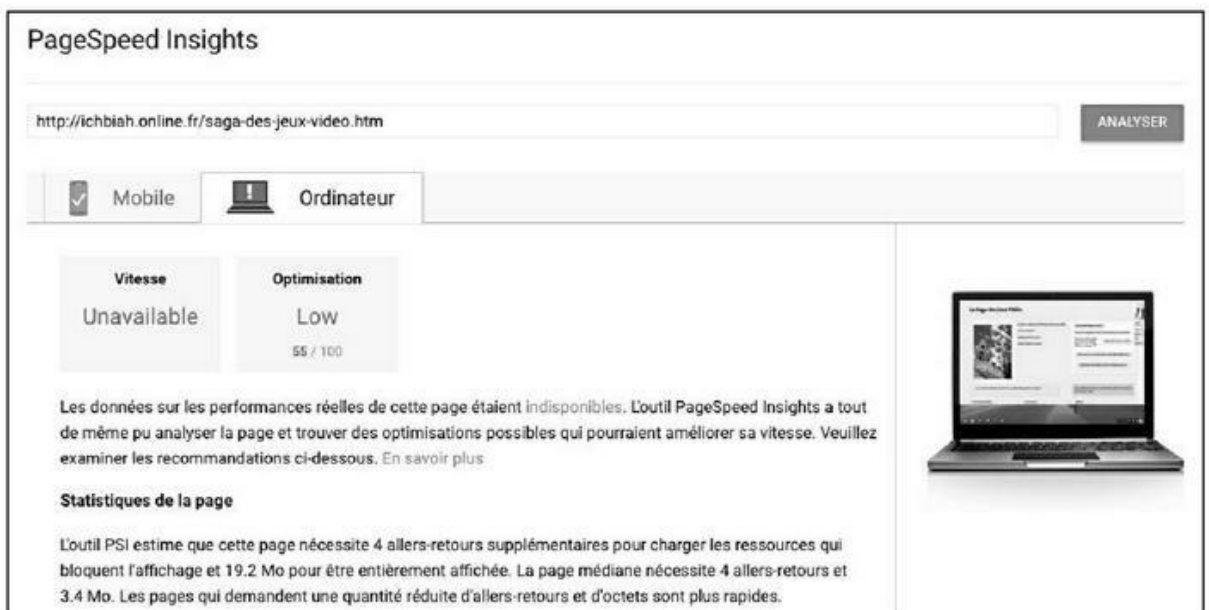 PageSpeed Insights
http://ichbiah.online.fr/saga-des-jeux-video.htm
ANALYSER
Mobile
Ordinateur
Vitesse
Unavailable
Optimisation
Low
55 / 100
Les données sur les performances réelles de cette page étaient indisponibles. L'outil PageSpeed Insights a tout
de même pu analyser la page et trouver des optimisations possibles qui pourraient améliorer sa vitesse. Veuillez
examiner les recommandations ci-dessous. En savoir plus
Statistiques de la page
L'outil PSI estime que cette page nécessite 4 allers-retours supplémentaires pour charger les ressources qui
bloquent l'affichage et 19.2 Mo pour être entièrement affichée. La page médiane nécessite 4 allers-retours et
3.4 Mo. Les pages qui demandent une quantité réduite d'allers-retours et d'octets sont plus rapides.